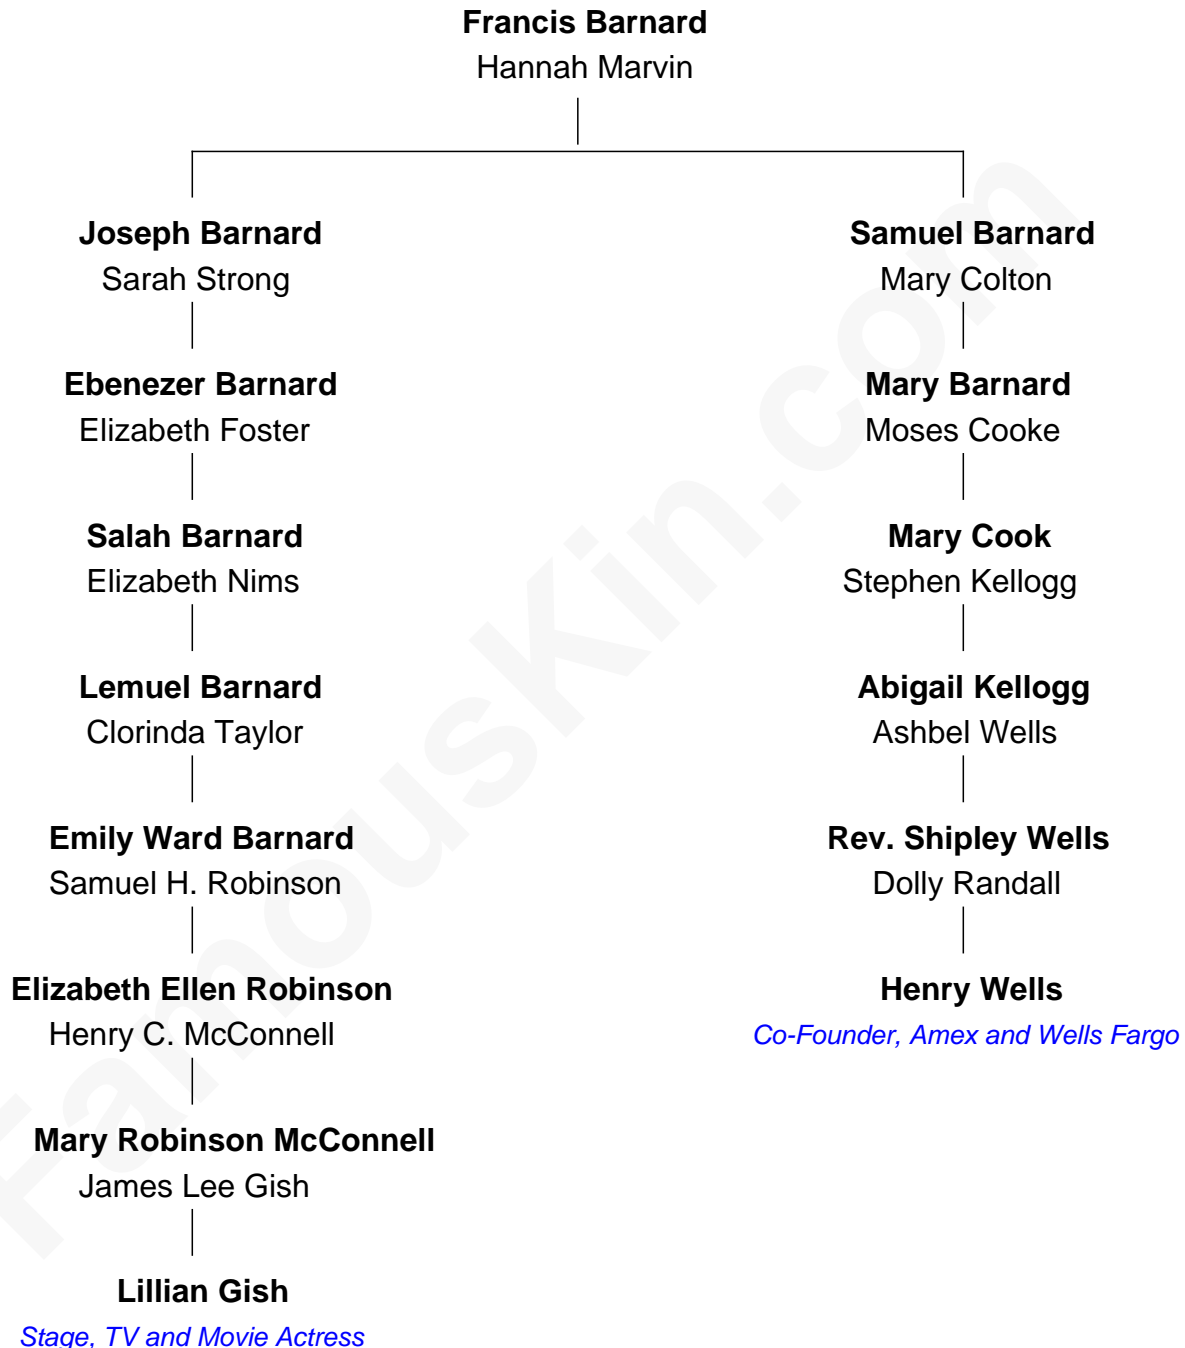 Francis Barnard
Hannah Marvin
Joseph Barnard
Sarah Strong
Ebenezer Barnard
Elizabeth Foster
Salah Barnard
Elizabeth Nims
Lemuel Barnard
Clorinda Taylor
Emily Ward Barnard
Samuel H. Robinson
Elizabeth Ellen Robinson
Henry C. McConnell
Mary Robinson McConnell
James Lee Gish
Lillian Gish
Stage, TV and Movie Actress
Samuel Barnard
Mary Colton
Mary Barnard
Moses Cooke
Mary Cook
Stephen Kellogg
Abigail Kellogg
Ashbel Wells
Rev. Shipley Wells
Dolly Randall
Henry Wells
Co-Founder, Amex and Wells Fargo
FamousKin.com